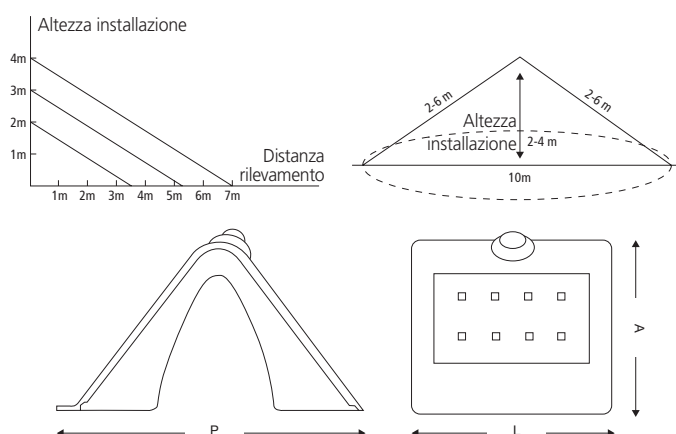 Altezza installazione
4m
3m
2m
1m
Distanza
rilevamento
1m 2m 3m 4m 5m 6m 7m
2-6 m
2-6 m
Altezza
installazione
2-4 m
10m
P
L
A